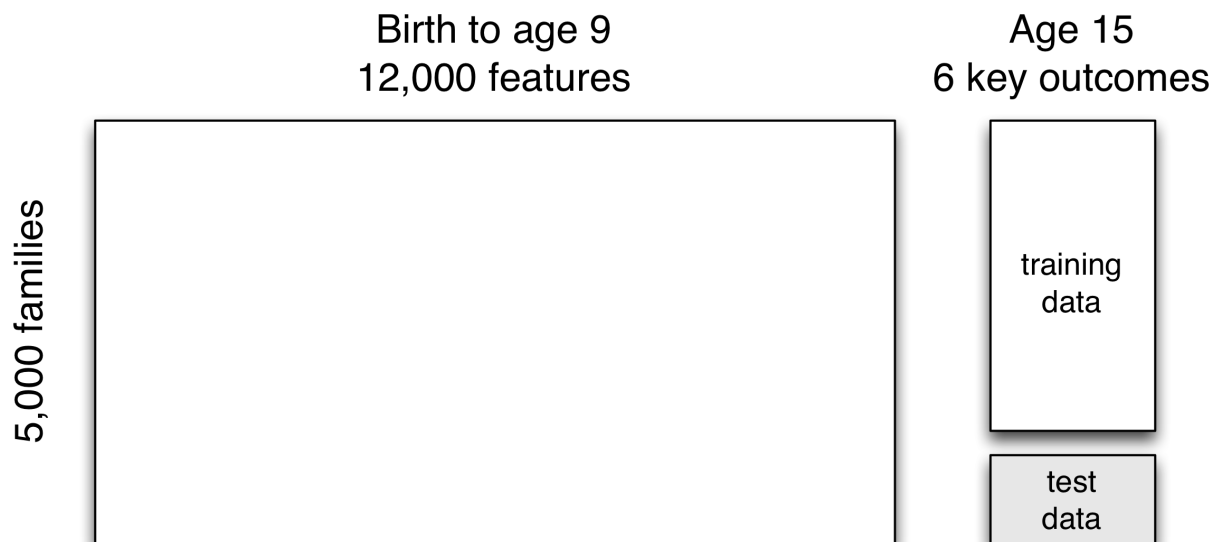 Birth to age 9
12,000 features
Age 15
6 key outcomes
5,000 families
training
data
test
data